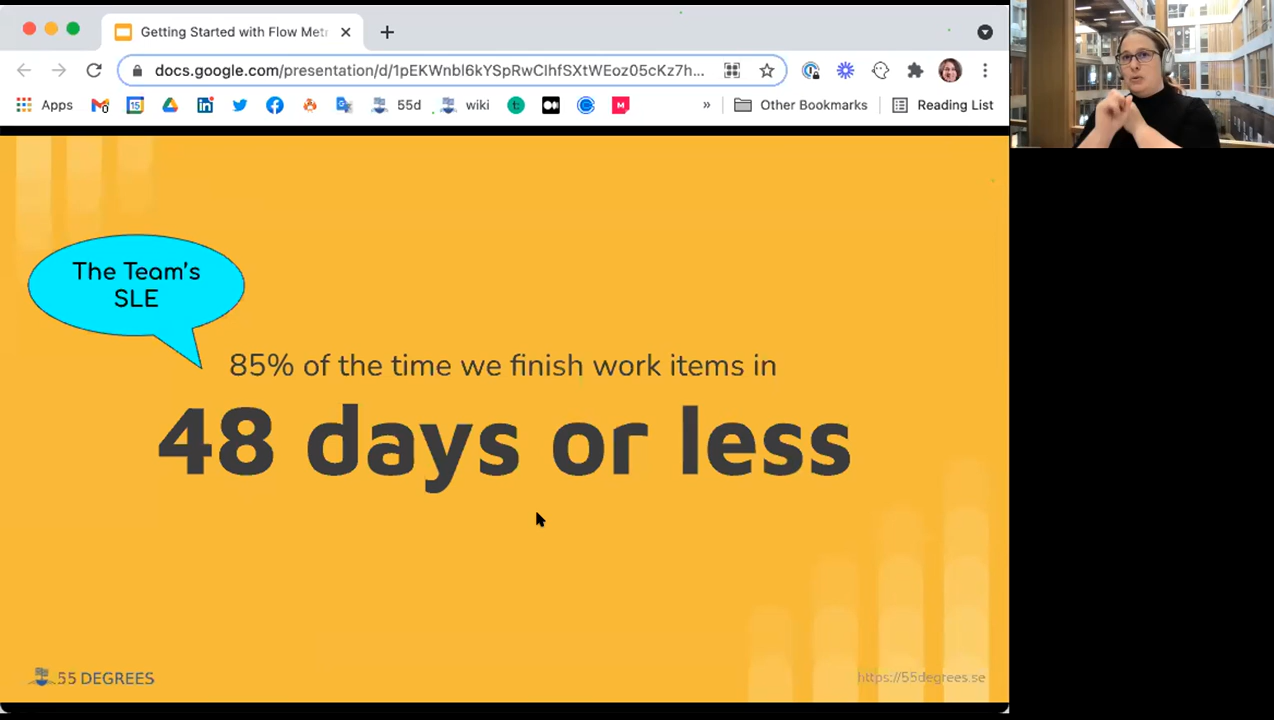 Getting Started with Flow Metr
docs.google.com/presentation/d/1pEKWnbl6kYSpRwClhfSXtWEoz05cKz7h...
Apps
0
15
55d
wiki
»
Other Bookmarks
Reading List
The Team's
SLE
85% of the time we finish work items in
48 days or less
55 DEGREES
https://55degrees.se